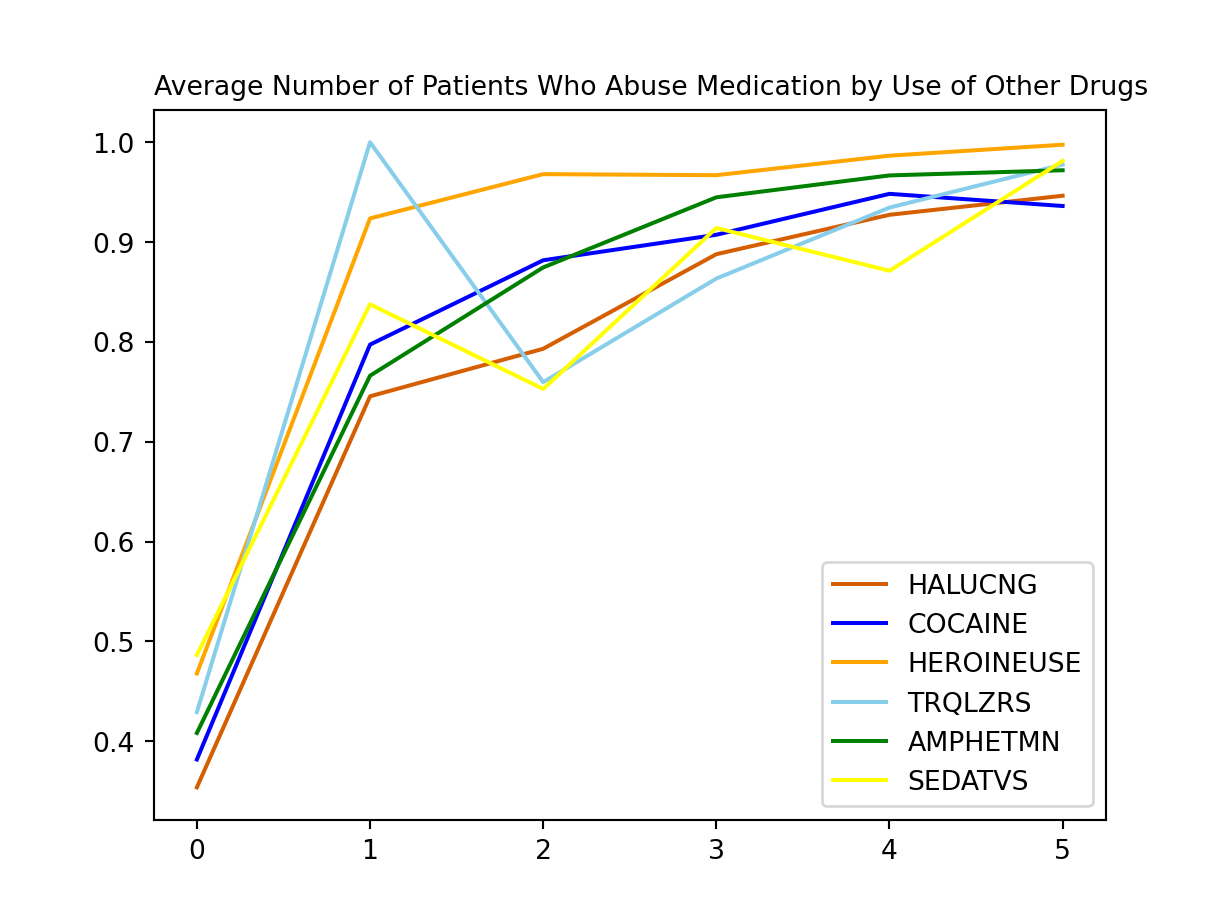 Average Number of Patients Who Abuse Medication by Use of Other Drugs
1.0
0.9
0.8
0.7
0.6
0.5
0.4
HALUCNG
COCAINE
HEROINEUSE
TRQLZRS
AMPHETMN
SEDATVS
0 1 2 3 4 5